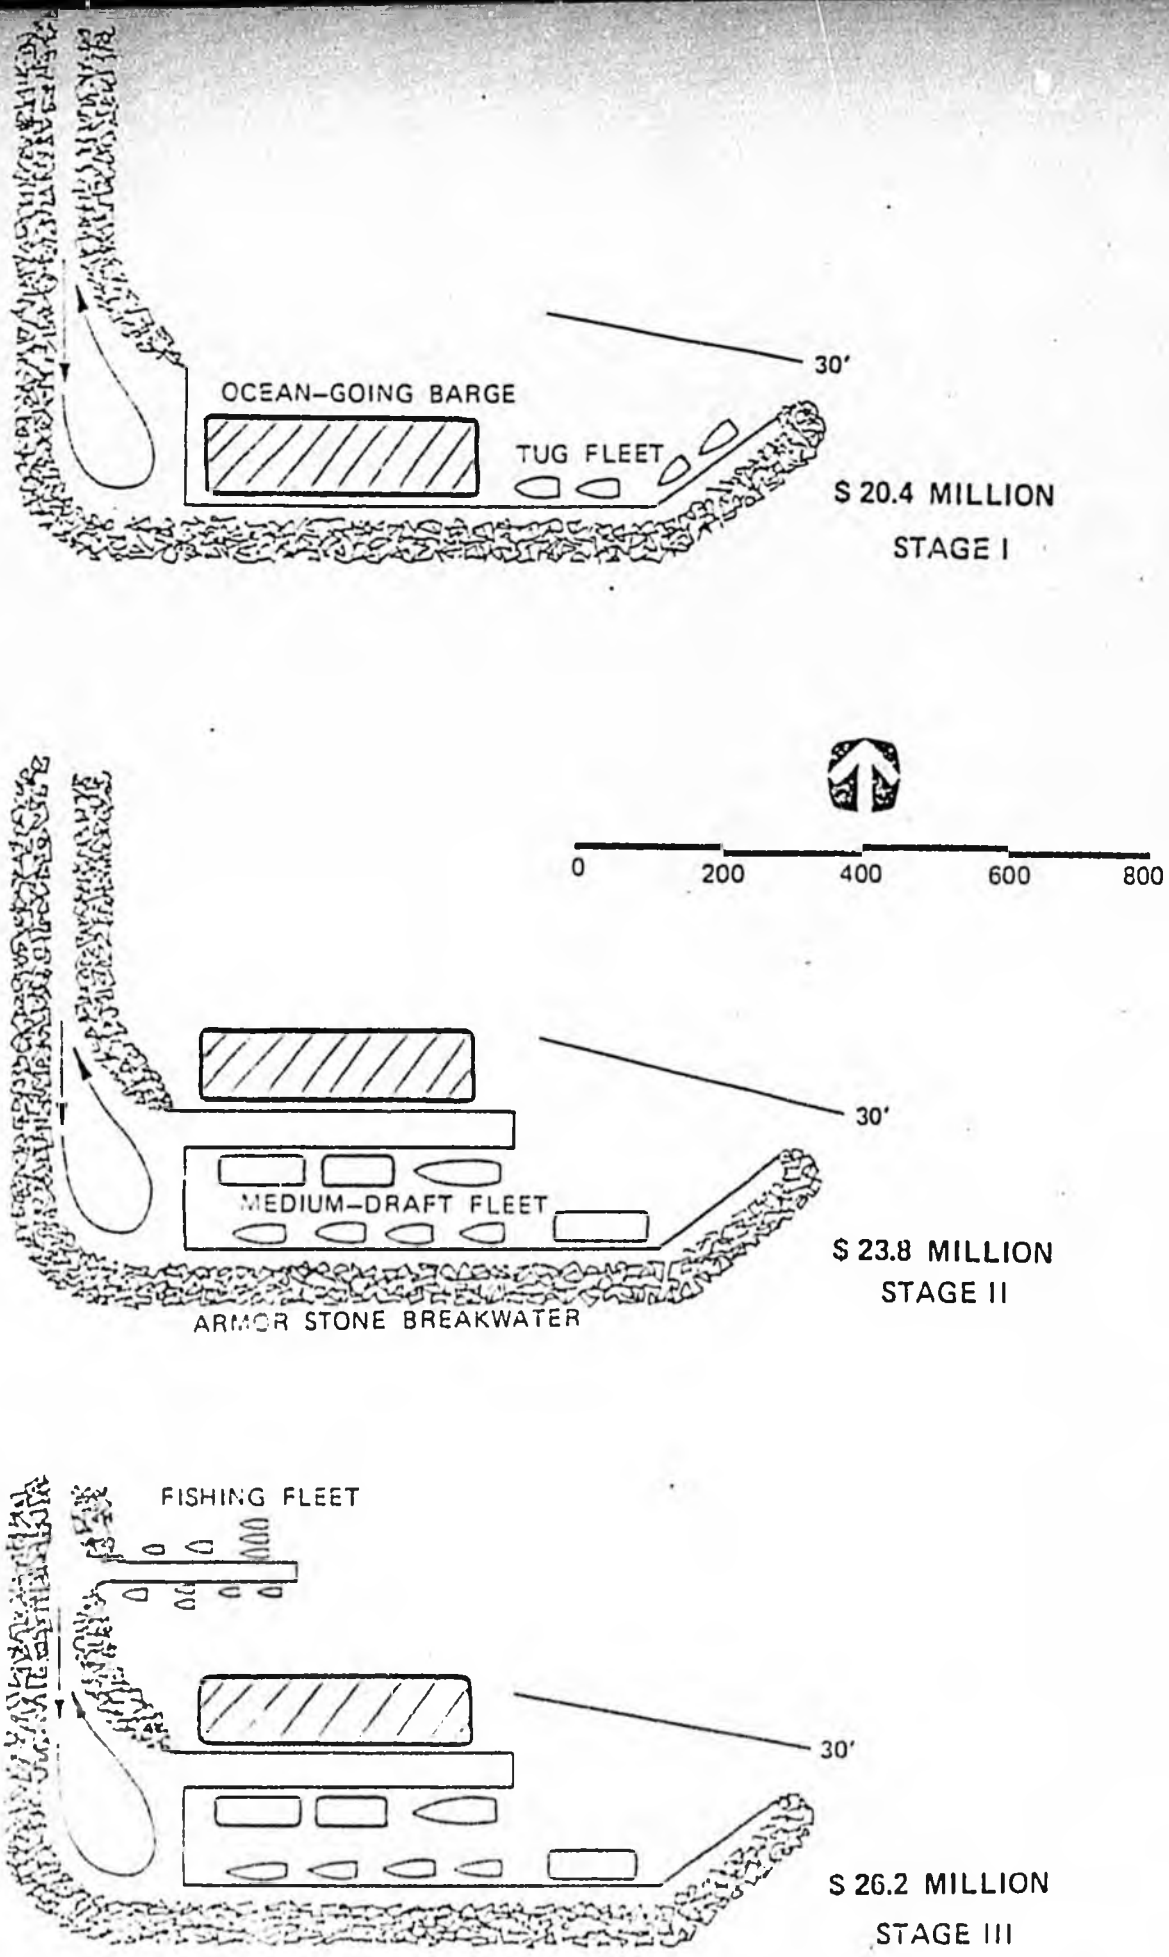 30'
OCEAN-GOING BARGE
TUG FLEET
$ 20.4 MILLION
STAGE I
0 200 400 600 800
30'
MEDIUM-DRAFT FLEET
$ 23.8 MILLION
STAGE II
ARMOR STONE BREAKWATER
FISHING FLEET
30'
$ 26.2 MILLION
STAGE III